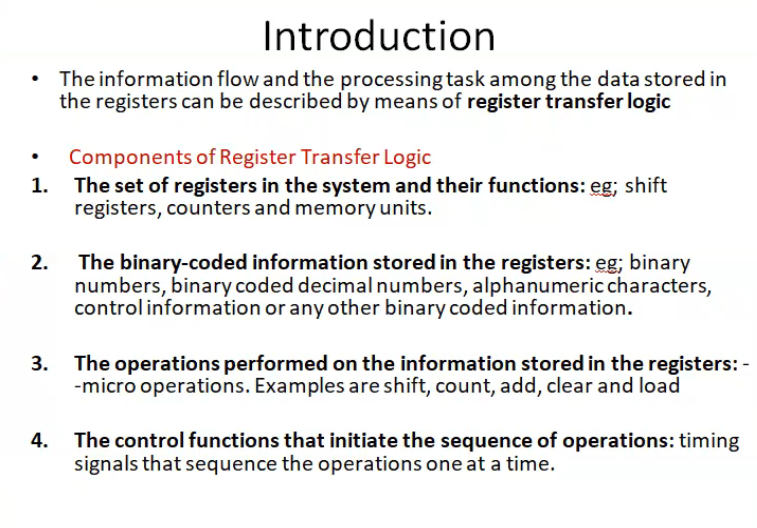 Introduction
• The information flow and the processing task among the data stored in
the registers can be described by means of register transfer logic
• Components of Register Transfer Logic
1. The set of registers in the system and their functions: eg; shift
registers, counters and memory units.
2. The binary-coded information stored in the registers: eg; binary
numbers, binary coded decimal numbers, alphanumeric characters,
control information or any other binary coded information.
3. The operations performed on the information stored in the registers: -
-micro operations. Examples are shift, count, add, clear and load
4. The control functions that initiate the sequence of operations: timing
signals that sequence the operations one at a time.